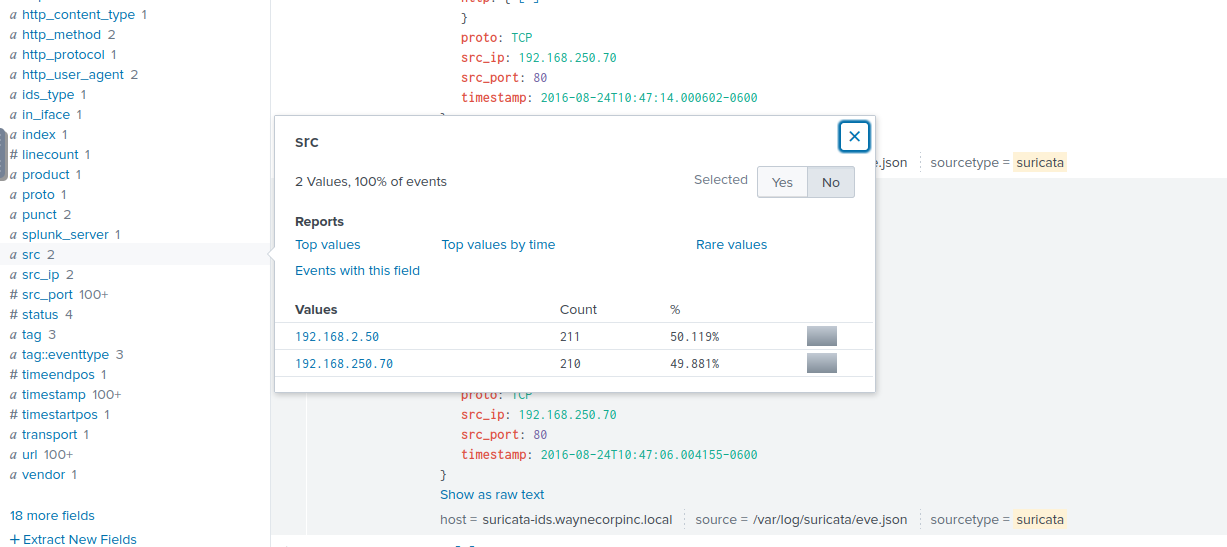 a http_content_type 1
a http_method 2
a http_protocol 1
a http_user_agent 2
a ids_type 1
a in_iface 1
a index 1
# linecount 1
a product 1
a proto 1
a punct 2
a splunk_server 1
a src 2
a src_ip 2
# src_port 100+
# status 4
a tag 3
a tag::eventtype 3
# timeendpos 1
a timestamp 100+
# timestartpos 1
a transport 1
a url 100+
a vendor 1
18 more fields
+ Extract New Fields
}
proto: TCP
src_ip: 192.168.250.70
src_port: 80
timestamp: 2016-08-24T10:47:14.000602-0600
ve.json sourcetype = suricata
src
✕
2 Values, 100% of events
Selected Yes No
Reports
Top values Top values by time Rare values
Events with this field
Values Count %
192.168.2.50 211 50.119%
192.168.250.70 210 49.881%
proto: TCP
src_ip: 192.168.250.70
src_port: 80
timestamp: 2016-08-24T10:47:06.004155-0600
}
Show as raw text
host = suricata-ids.waynecorpinc.local source = /var/log/suricata/eve.json sourcetype = suricata